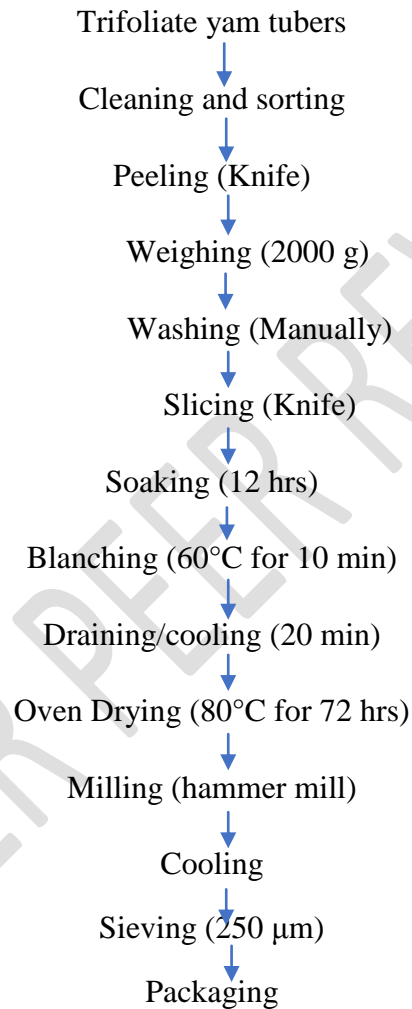 Trifoliate yam tubers
Cleaning and sorting
Peeling (Knife)
Weighing (2000 g)
Washing (Manually)
Slicing (Knife)
Soaking (12 hrs)
Blanching (60°C for 10 min)
Draining/cooling (20 min)
Oven Drying (80°C for 72 hrs)
Milling (hammer mill)
Cooling
Sieving (250 μm)
Packaging